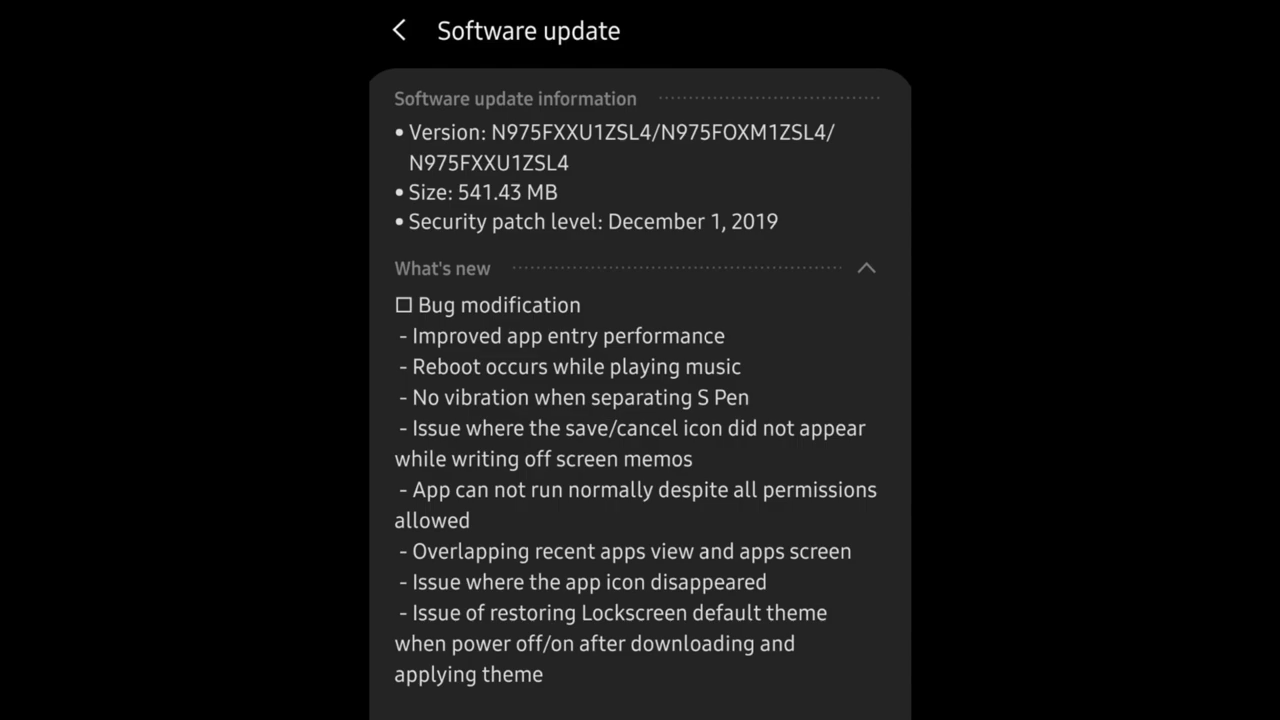 Software update
Software update information
• Version: N975FXXU1ZSL4/N975FOXM1ZSL4/
N975FXXU1ZSL4
• Size: 541.43 MB
• Security patch level: December 1, 2019
What's new
☐ Bug modification
- Improved app entry performance
- Reboot occurs while playing music
- No vibration when separating S Pen
- Issue where the save/cancel icon did not appear
while writing off screen memos
- App can not run normally despite all permissions
allowed
- Overlapping recent apps view and apps screen
- Issue where the app icon disappeared
- Issue of restoring Lockscreen default theme
when power off/on after downloading and
applying theme